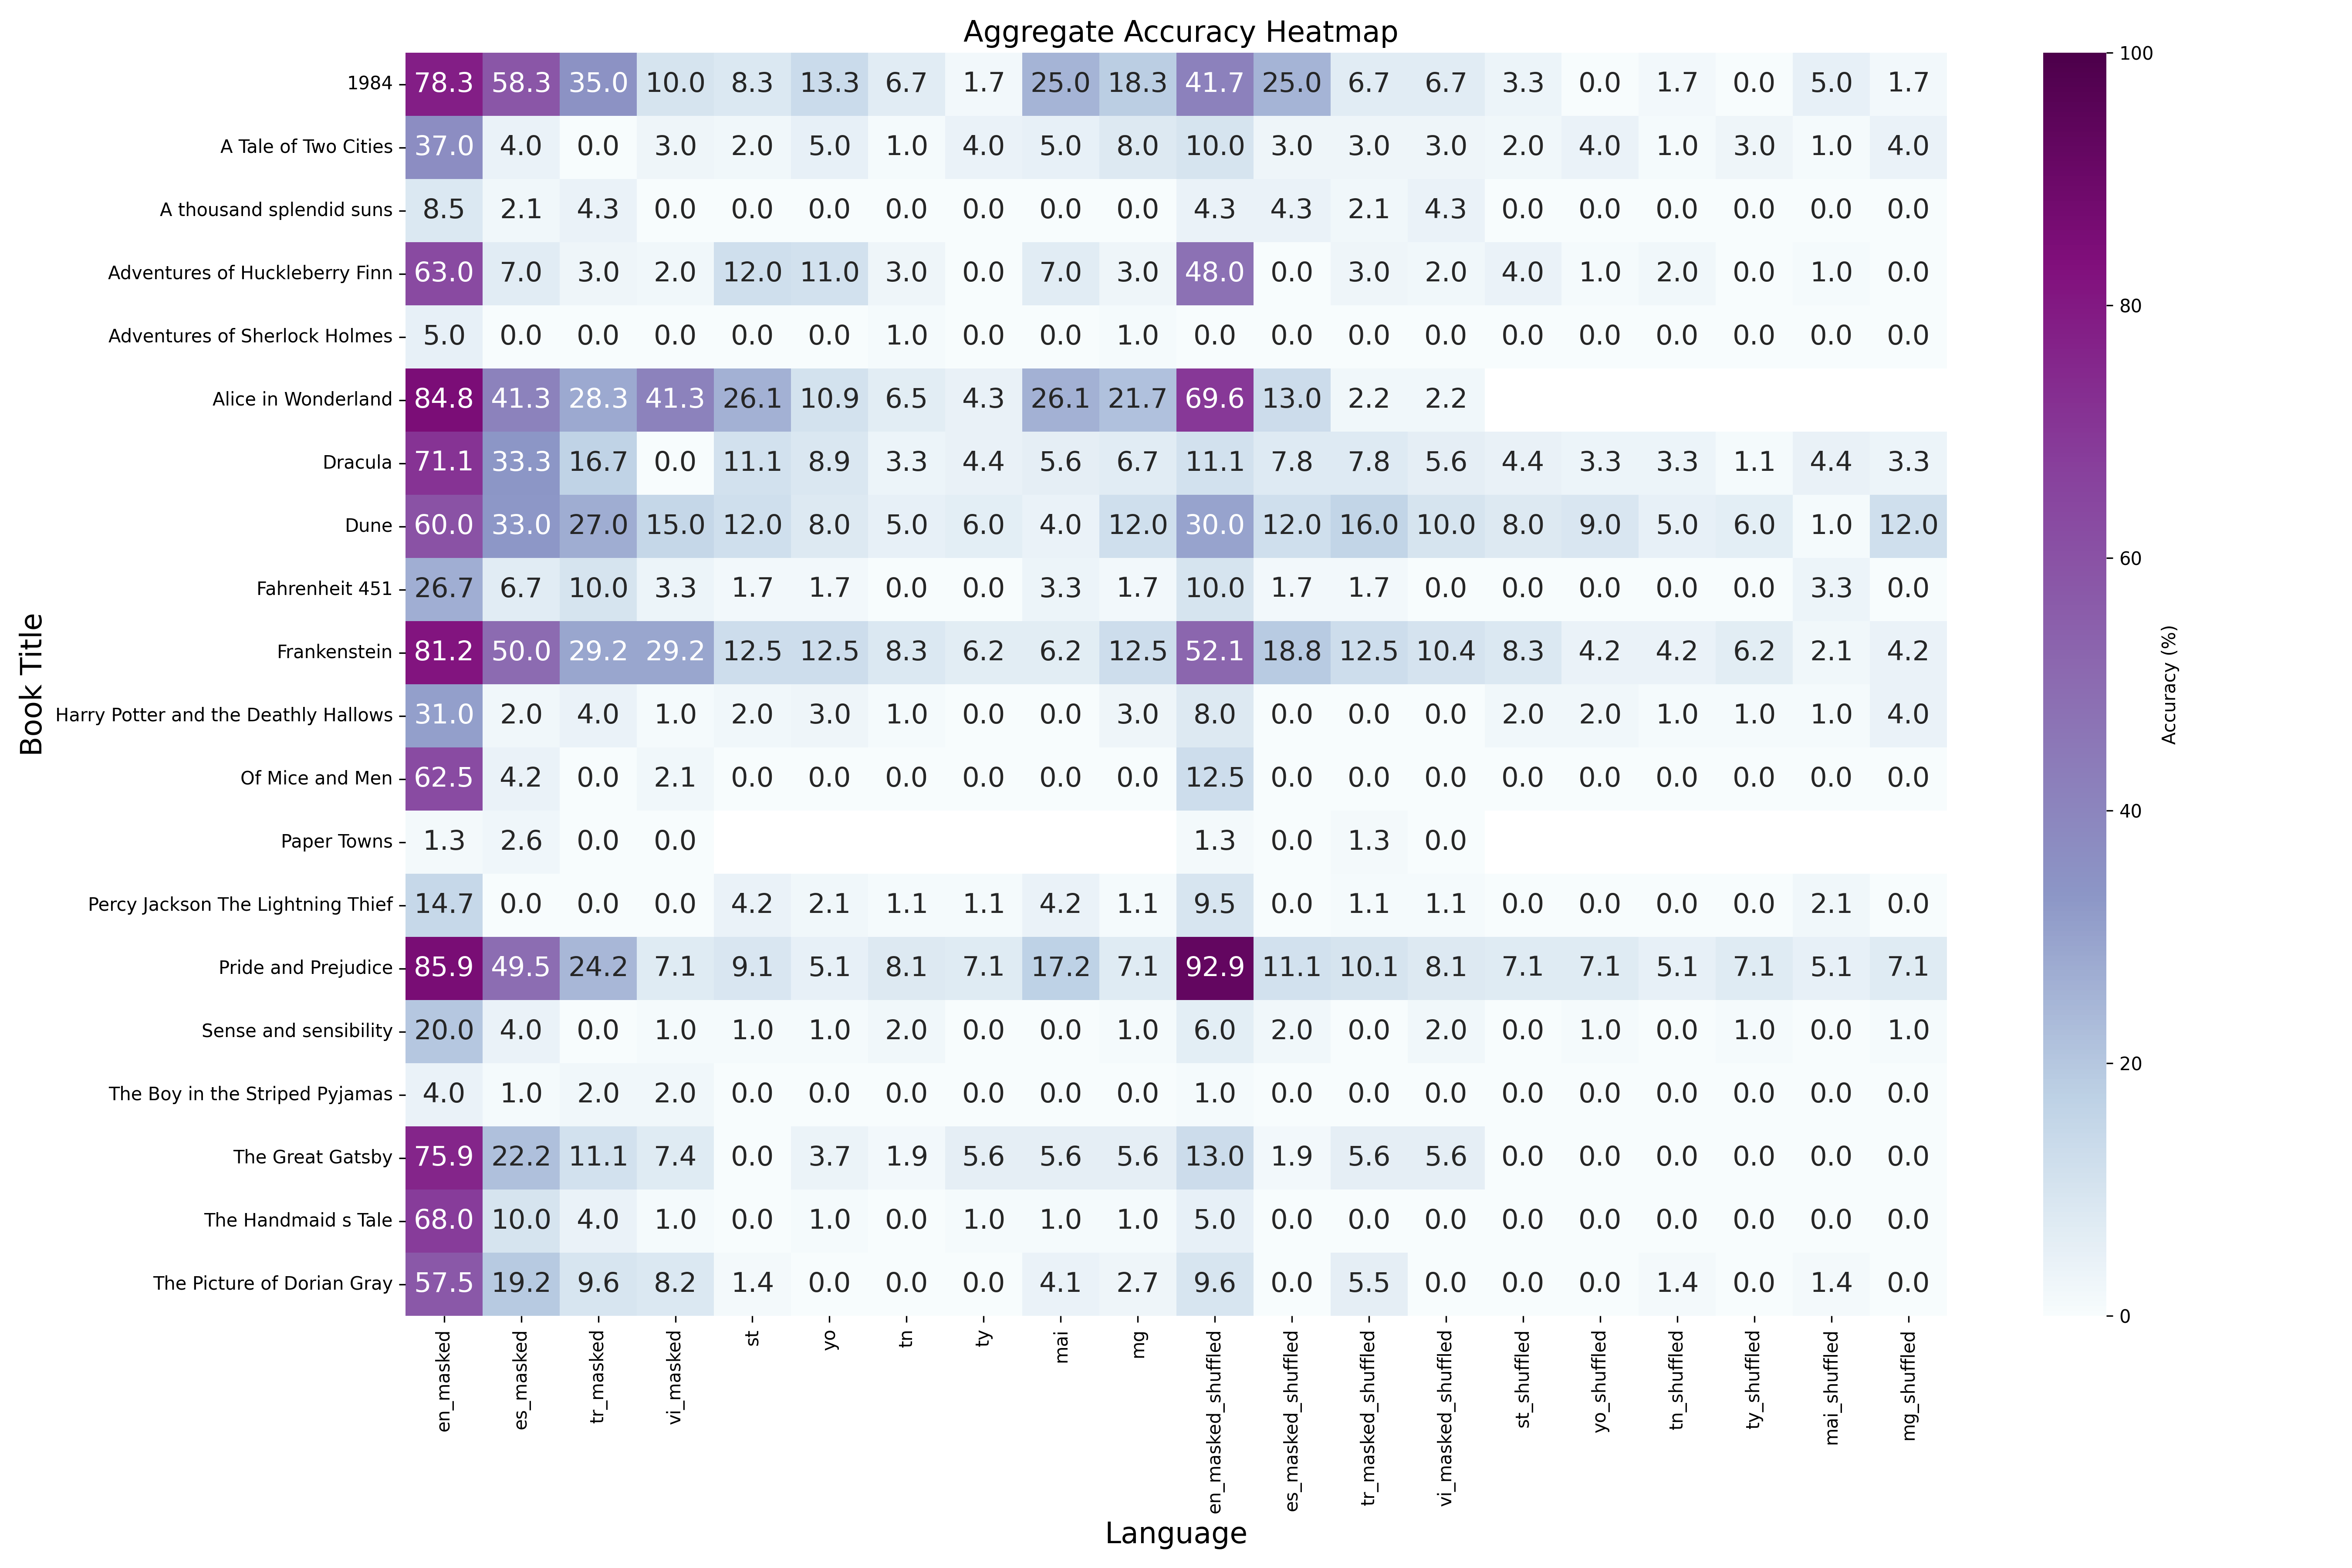 Aggregate Accuracy Heatmap
Book Title
1984 78.3 58.3 35.0 10.0 8.3 13.3 6.7 1.7 25.0 18.3 41.7 25.0 6.7 6.7 3.3 0.0 1.7 0.0 5.0 1.7
A Tale of Two Cities 37.0 4.0 0.0 3.0 2.0 5.0 1.0 4.0 5.0 8.0 10.0 3.0 3.0 3.0 2.0 4.0 1.0 3.0 1.0 4.0
A thousand splendid suns 8.5 2.1 4.3 0.0 0.0 0.0 0.0 0.0 0.0 0.0 4.3 4.3 2.1 4.3 0.0 0.0 0.0 0.0 0.0 0.0
Adventures of Huckleberry Finn 63.0 7.0 3.0 2.0 12.0 11.0 3.0 0.0 7.0 3.0 48.0 0.0 3.0 2.0 4.0 1.0 2.0 0.0 1.0 0.0
Adventures of Sherlock Holmes 5.0 0.0 0.0 0.0 0.0 0.0 1.0 0.0 0.0 1.0 0.0 0.0 0.0 0.0 0.0 0.0 0.0 0.0 0.0 0.0
Alice in Wonderland 84.8 41.3 28.3 41.3 26.1 10.9 6.5 4.3 26.1 21.7 69.6 13.0 2.2 2.2
Dracula 71.1 33.3 16.7 0.0 11.1 8.9 3.3 4.4 5.6 6.7 11.1 7.8 7.8 5.6 4.4 3.3 3.3 1.1 4.4 3.3
Dune 60.0 33.0 27.0 15.0 12.0 8.0 5.0 6.0 4.0 12.0 30.0 12.0 16.0 10.0 8.0 9.0 5.0 6.0 1.0 12.0
Fahrenheit 451 26.7 6.7 10.0 3.3 1.7 1.7 0.0 0.0 3.3 1.7 10.0 1.7 1.7 0.0 0.0 0.0 0.0 0.0 3.3 0.0
Frankenstein 81.2 50.0 29.2 29.2 12.5 12.5 8.3 6.2 6.2 12.5 52.1 18.8 12.5 10.4 8.3 4.2 4.2 6.2 2.1 4.2
Harry Potter and the Deathly Hallows 31.0 2.0 4.0 1.0 2.0 3.0 1.0 0.0 0.0 3.0 8.0 0.0 0.0 0.0 2.0 2.0 1.0 1.0 1.0 4.0
Of Mice and Men 62.5 4.2 0.0 2.1 0.0 0.0 0.0 0.0 0.0 0.0 12.5 0.0 0.0 0.0 0.0 0.0 0.0 0.0 0.0 0.0
Paper Towns 1.3 2.6 0.0 0.0 1.3 0.0 1.3 0.0
Percy Jackson The Lightning Thief 14.7 0.0 0.0 0.0 4.2 2.1 1.1 1.1 4.2 1.1 9.5 0.0 1.1 1.1 0.0 0.0 0.0 0.0 2.1 0.0
Pride and Prejudice 85.9 49.5 24.2 7.1 9.1 5.1 8.1 7.1 17.2 7.1 92.9 11.1 10.1 8.1 7.1 7.1 5.1 7.1 5.1 7.1
Sense and sensibility 20.0 4.0 0.0 1.0 1.0 1.0 2.0 0.0 0.0 1.0 6.0 2.0 0.0 2.0 0.0 1.0 0.0 1.0 0.0 1.0
The Boy in the Striped Pyjamas 4.0 1.0 2.0 2.0 0.0 0.0 0.0 0.0 0.0 0.0 1.0 0.0 0.0 0.0 0.0 0.0 0.0 0.0 0.0 0.0
The Great Gatsby 75.9 22.2 11.1 7.4 0.0 3.7 1.9 5.6 5.6 5.6 13.0 1.9 5.6 5.6 0.0 0.0 0.0 0.0 0.0 0.0
The Handmaid s Tale 68.0 10.0 4.0 1.0 0.0 1.0 0.0 1.0 1.0 1.0 5.0 0.0 0.0 0.0 0.0 0.0 0.0 0.0 0.0 0.0
The Picture of Dorian Gray 57.5 19.2 9.6 8.2 1.4 0.0 0.0 0.0 4.1 2.7 9.6 0.0 5.5 0.0 0.0 0.0 1.4 0.0 1.4 0.0
en_masked
es_masked
tr_masked
vi_masked
st
yo
tn
ty
mai
mg
en_masked_shuffled
es_masked_shuffled
tr_masked_shuffled
vi_masked_shuffled
st_shuffled
yo_shuffled
tn_shuffled
ty_shuffled
mai_shuffled
mg_shuffled
Language
100
80
60
40
20
0
Accuracy (%)